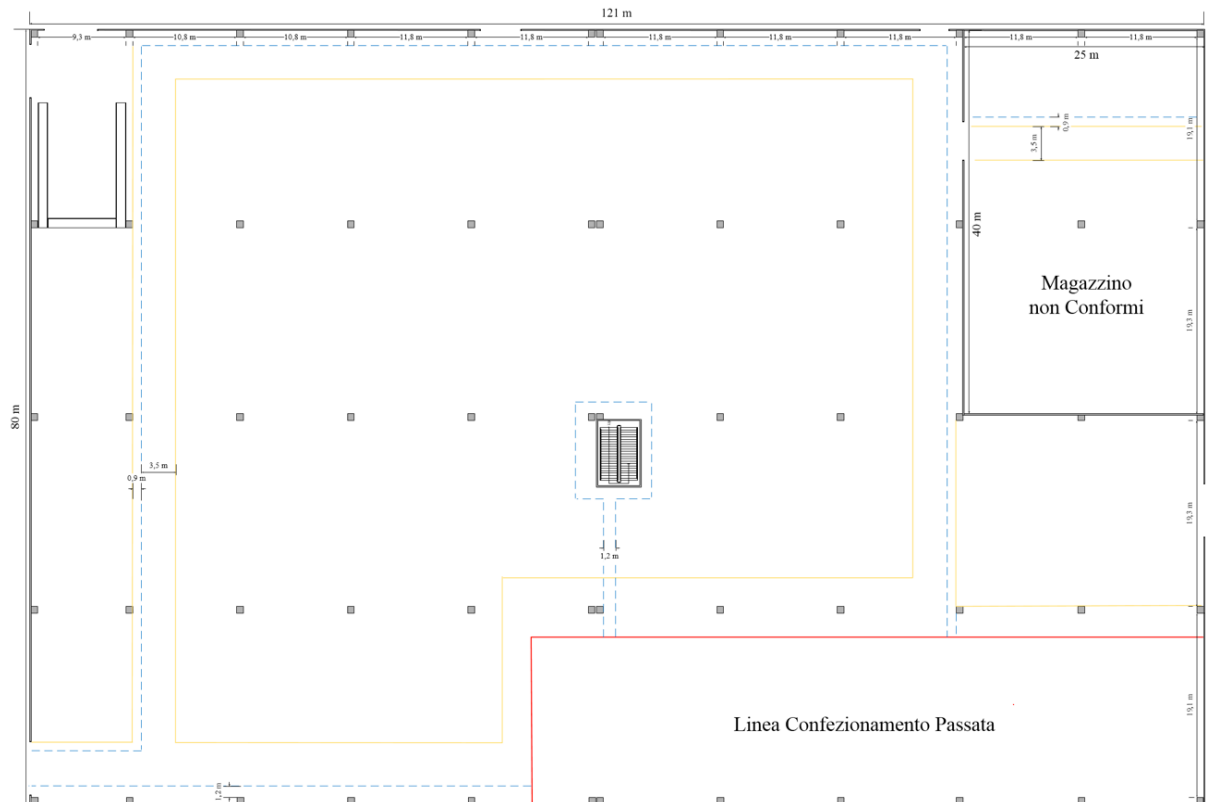 121 m
9,3 m
10,8 m
10,8 m
11,8 m
11,8 m
11,8 m
11,8 m
11,8 m
11,8 m
11,8 m
25 m
0,9 m
19,1 m
3,5 m
40 m
Magazzino
non Conformi
19,3 m
80 m
3,5 m
0,9 m
19,3 m
1,2 m
19,1 m
Linea Confezionamento Passata
1,2 m